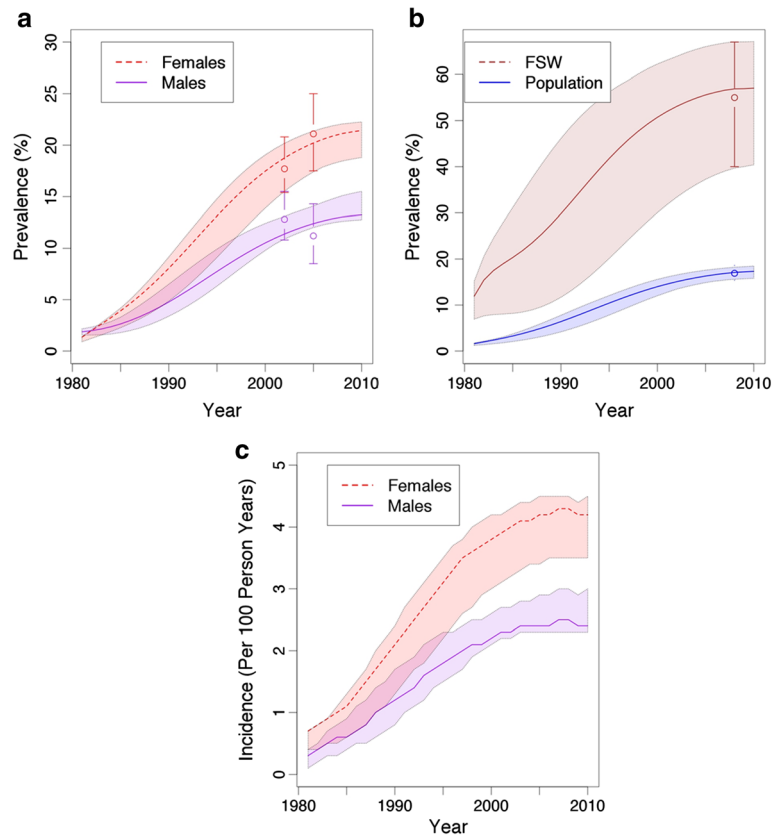 a
Prevalence (%)
30
25
20
15
10
5
0
Females
Males
1980
1990
2000
2010
Year
b
Prevalence (%)
60
50
40
30
20
10
0
FSW
Population
1980
1990
2000
2010
Year
c
Incidence (Per 100 Person Years)
5
4
3
2
1
0
Females
Males
1980
1990
2000
2010
Year